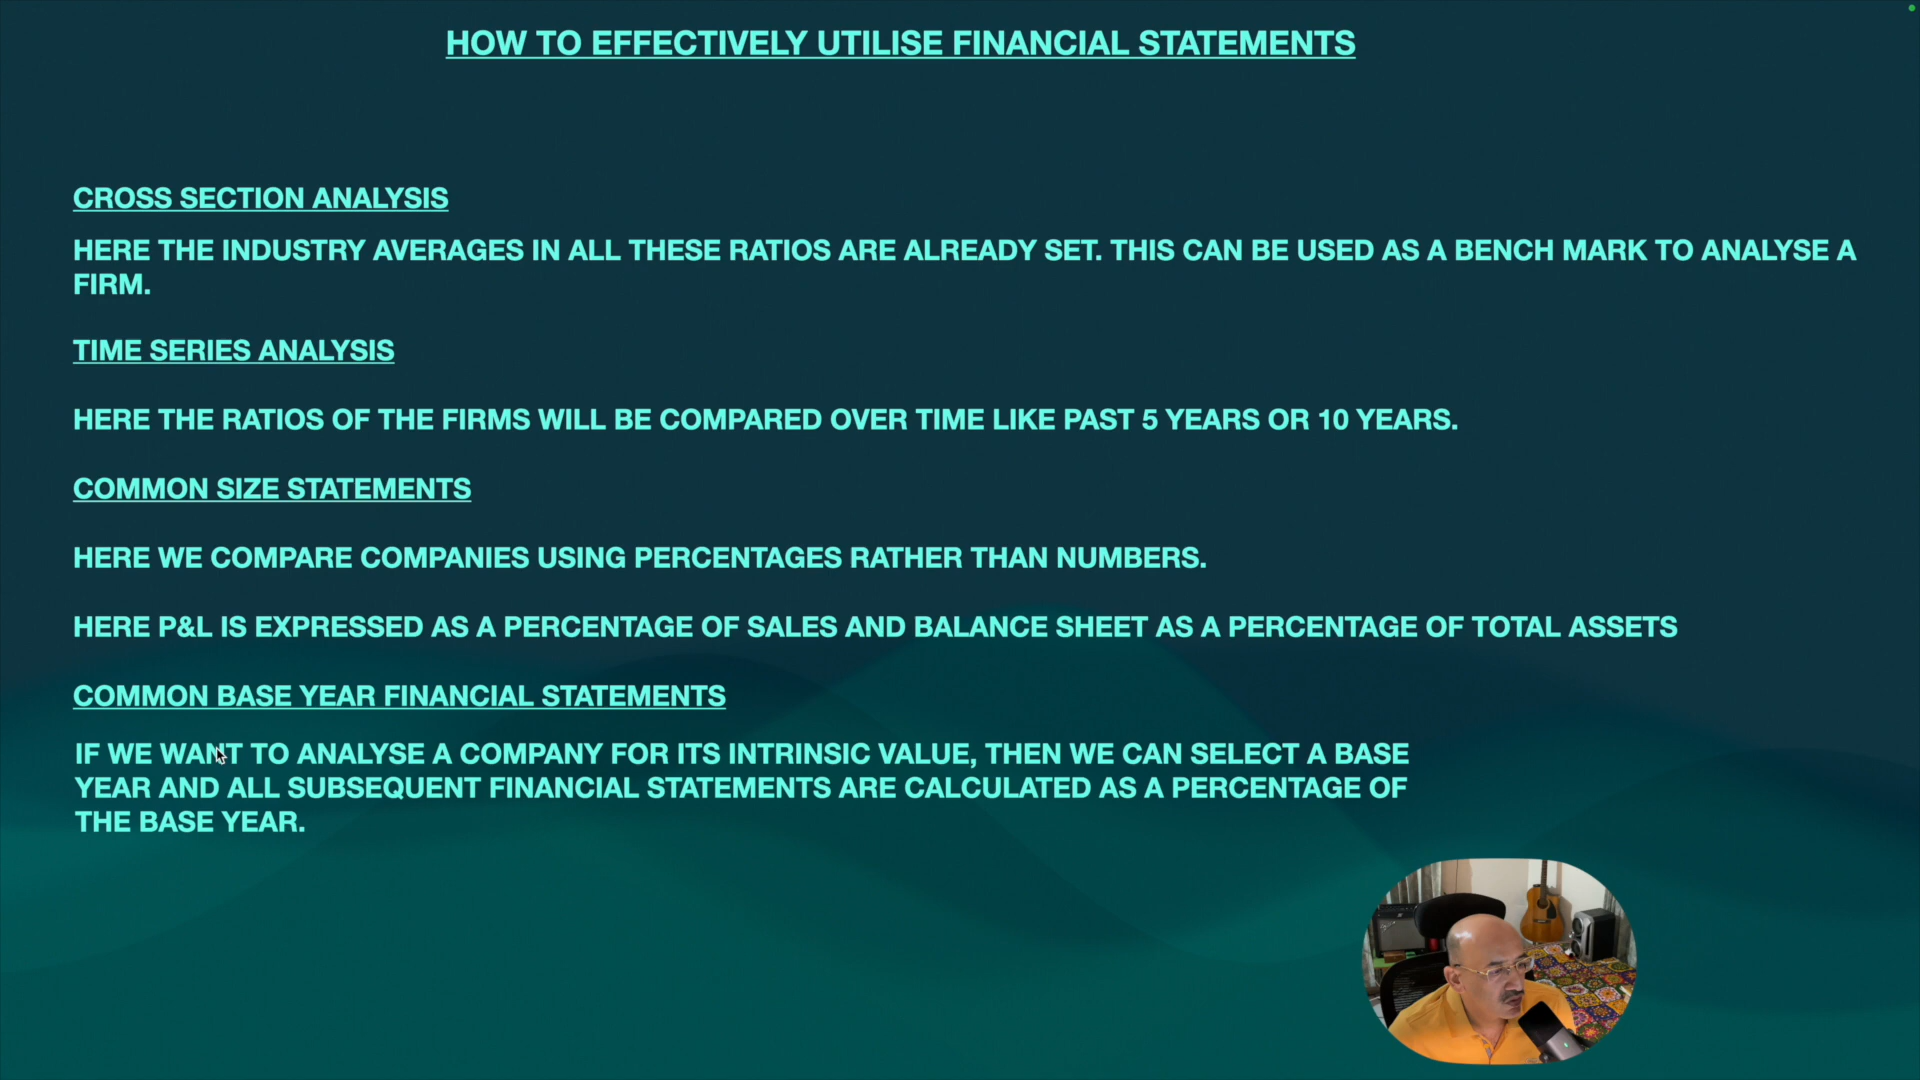 HOW TO EFFECTIVELY UTILISE FINANCIAL STATEMENTS
CROSS SECTION ANALYSIS
HERE THE INDUSTRY AVERAGES IN ALL THESE RATIOS ARE ALREADY SET. THIS CAN BE USED AS A BENCH MARK TO ANALYSE A
FIRM.
TIME SERIES ANALYSIS
HERE THE RATIOS OF THE FIRMS WILL BE COMPARED OVER TIME LIKE PAST 5 YEARS OR 10 YEARS.
COMMON SIZE STATEMENTS
HERE WE COMPARE COMPANIES USING PERCENTAGES RATHER THAN NUMBERS.
HERE P&L IS EXPRESSED AS A PERCENTAGE OF SALES AND BALANCE SHEET AS A PERCENTAGE OF TOTAL ASSETS
COMMON BASE YEAR FINANCIAL STATEMENTS
IF WE WANT TO ANALYSE A COMPANY FOR ITS INTRINSIC VALUE, THEN WE CAN SELECT A BASE
YEAR AND ALL SUBSEQUENT FINANCIAL STATEMENTS ARE CALCULATED AS A PERCENTAGE OF
THE BASE YEAR.